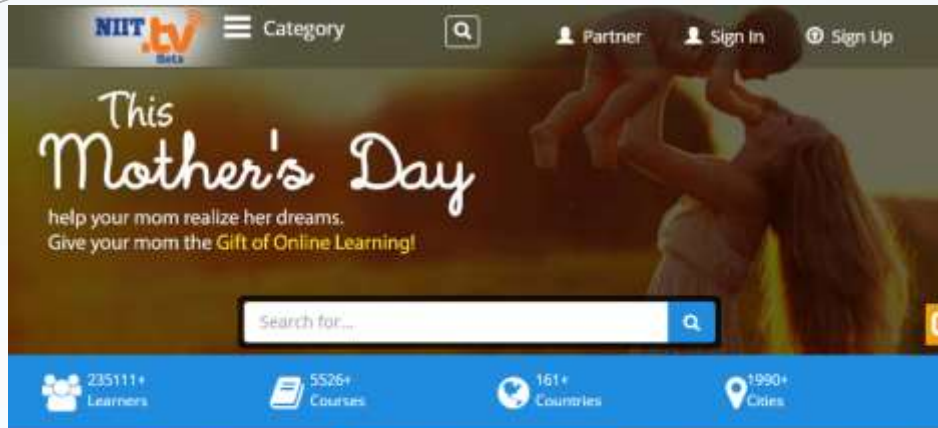 NIIT.tv
Beta
Category
Partner
Sign In
Sign Up
This
Mother's Day
help your mom realize her dreams.
Give your mom the Gift of Online Learning!
Search for...
235111+
Learners
5526+
Courses
161+
Countries
1990+
Cities